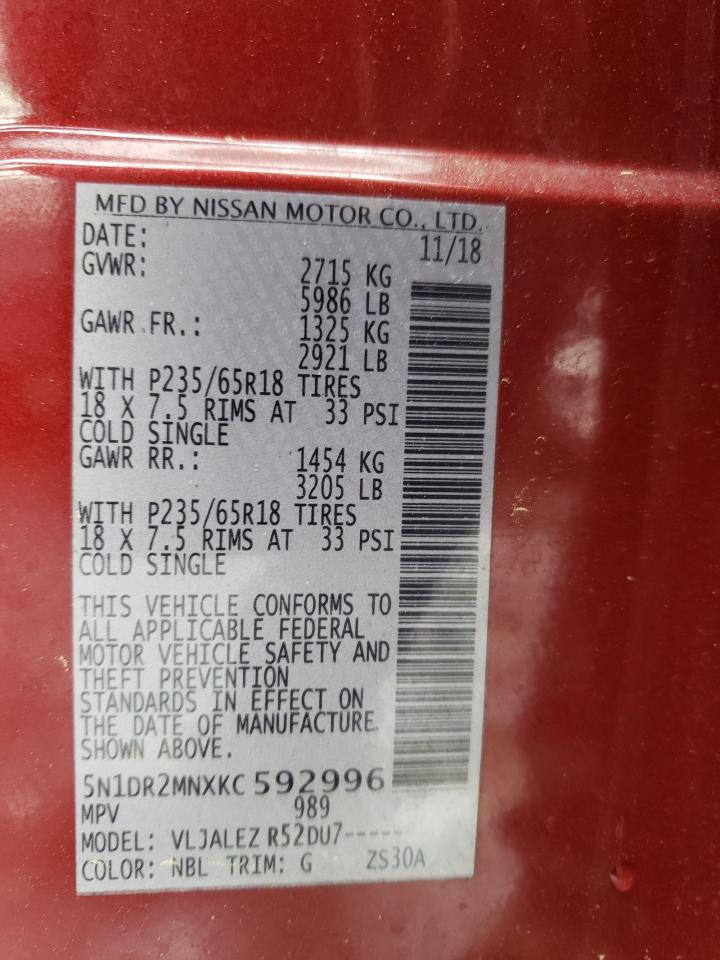 MFD BY NISSAN MOTOR CO., LTD.
DATE: 11/18
GVWR: 2715 KG
5986 LB
GAWR FR.: 1325 KG
2921 LB
WITH P235/65R18 TIRES
18 X 7.5 RIMS AT 33 PSI
COLD SINGLE
GAWR RR.: 1454 KG
3205 LB
WITH P235/65R18 TIRES
18 X 7.5 RIMS AT 33 PSI
COLD SINGLE
THIS VEHICLE CONFORMS TO
ALL APPLICABLE FEDERAL
MOTOR VEHICLE SAFETY AND
THEFT PREVENTION
STANDARDS IN EFFECT ON
THE DATE OF MANUFACTURE
SHOWN ABOVE.
5N1DR2MNXKC 592996
MPV 989
MODEL: VLJALEZ R52DU7-----
COLOR: NBL TRIM: G ZS30A